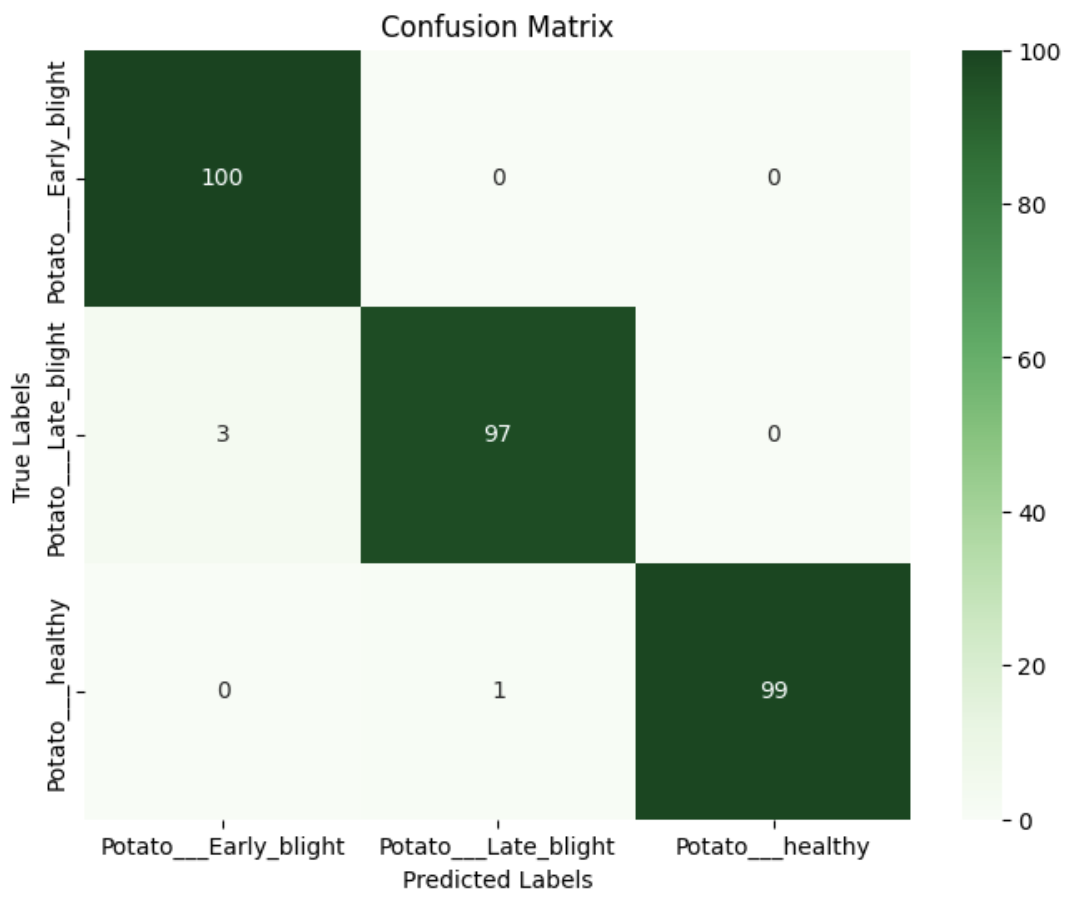 Confusion Matrix
Potato___Early_blight
100
0
0
100
80
True Labels
Potato___Late_blight
3
97
0
60
40
Potato___healthy
0
1
99
20
0
Potato___Early_blight
Potato___Late_blight
Potato___healthy
Predicted Labels